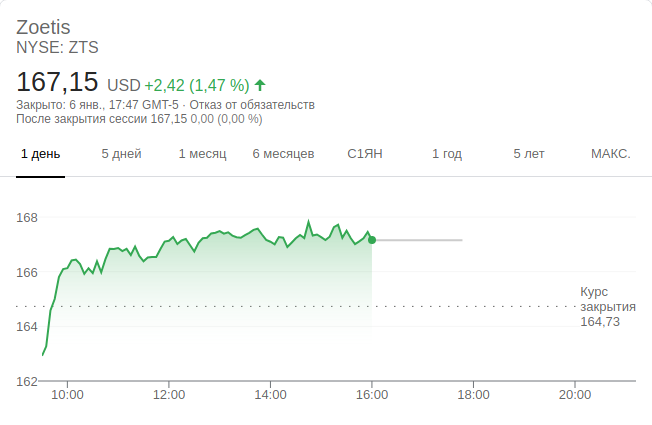 Zoetis
NYSE: ZTS
167,15 USD +2,42 (1,47 %)
Закрыто: 6 янв., 17:47 GMT-5 · Отказ от обязательств
После закрытия сессии 167,15 0,00 (0,00 %)
1 день 5 дней 1 месяц 6 месяцев С1ЯН 1 год 5 лет МАКС.
168
166
Курс
закрытия
164,73
164
162
10:00 12:00 14:00 16:00 18:00 20:00